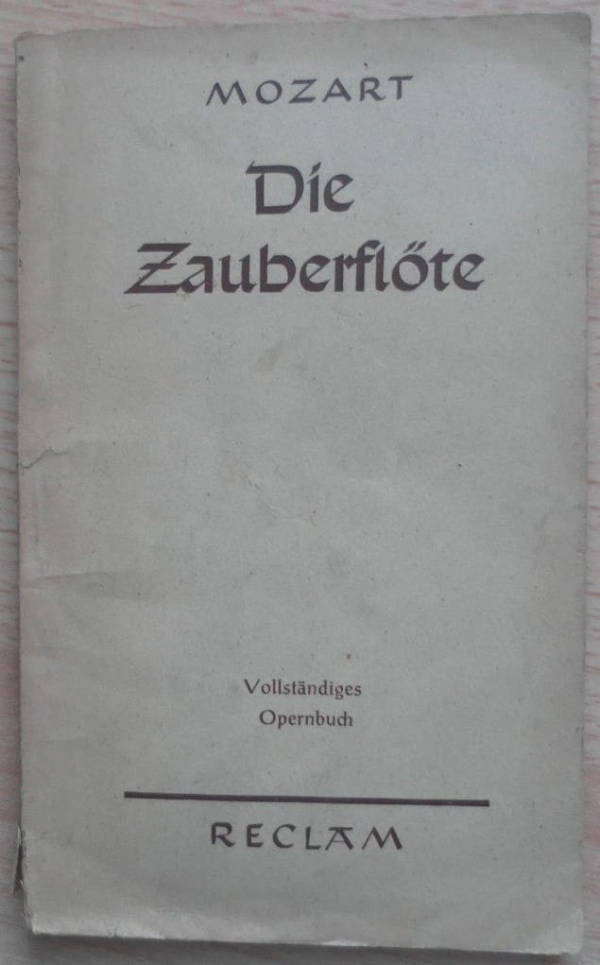 MOZART
Die
Zauberflöte
Vollständiges
Opernbuch
RECLAM